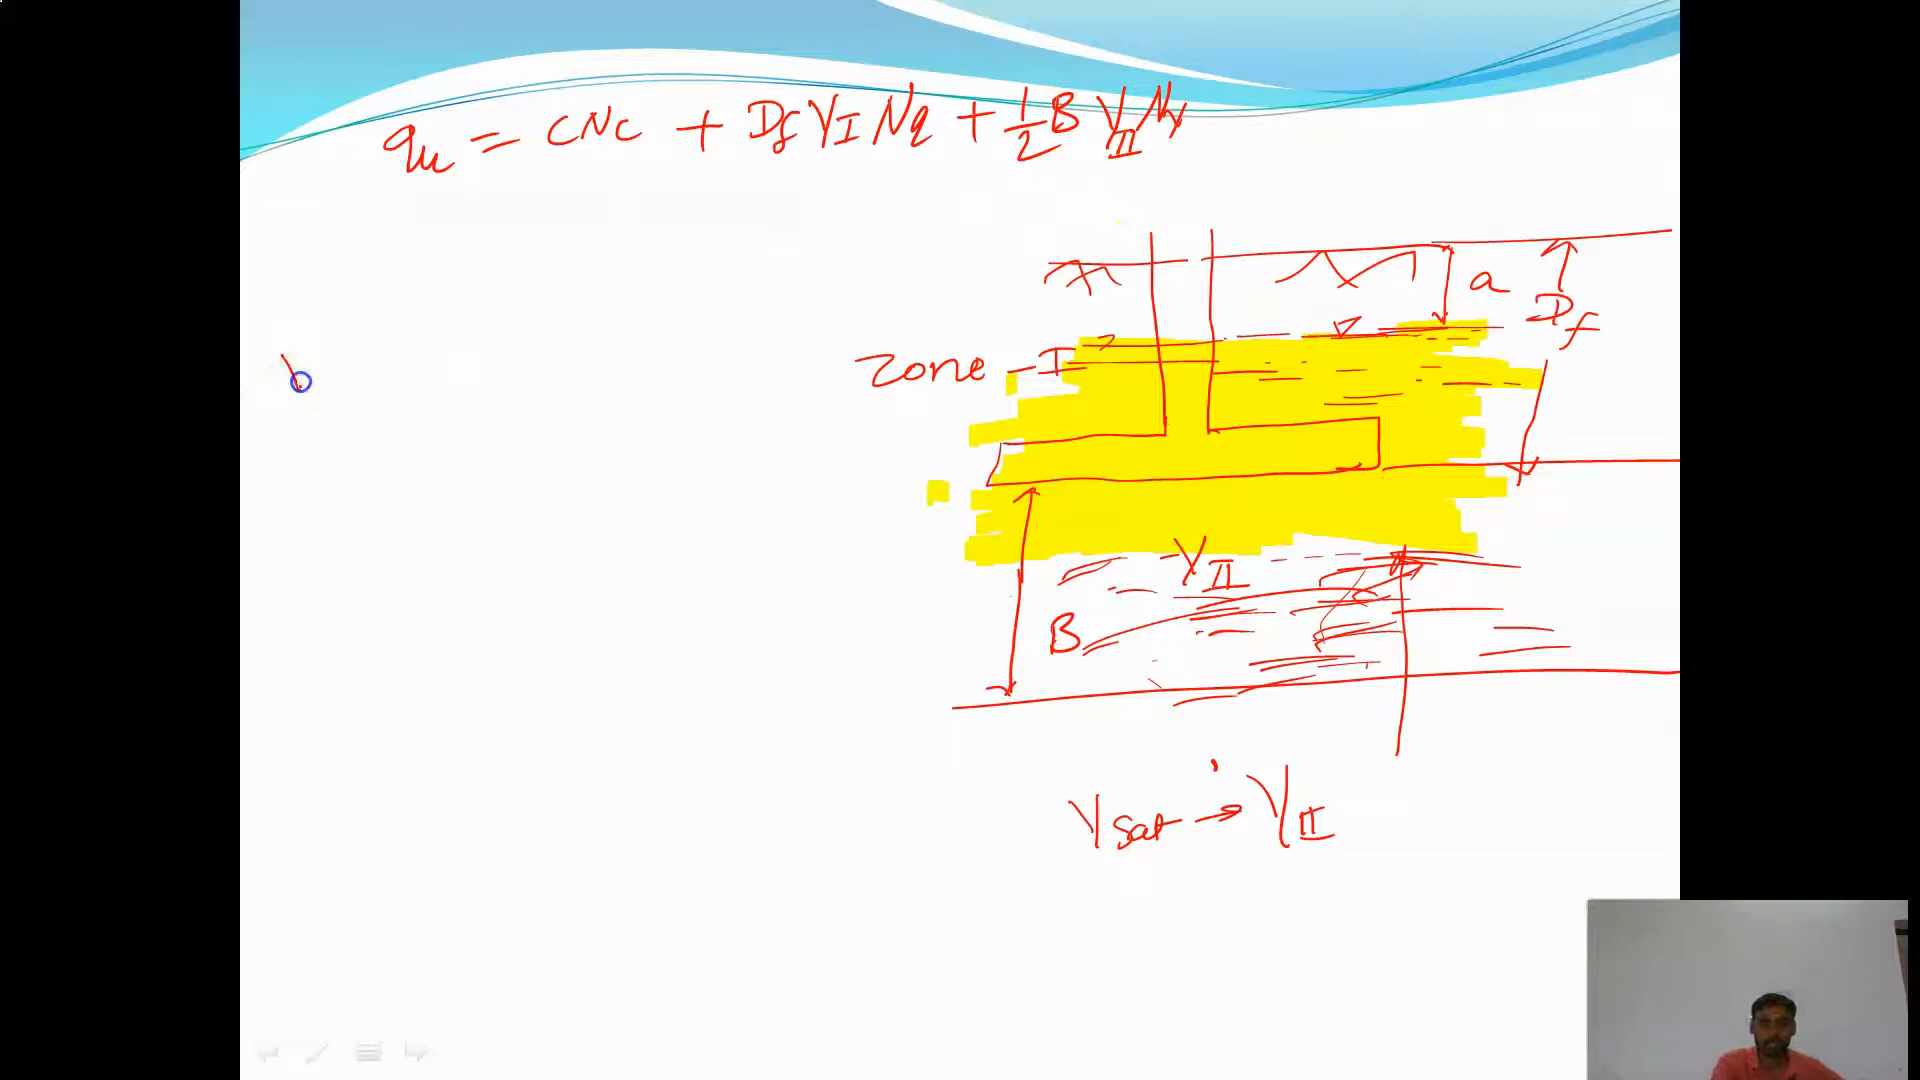 qu = CNc + Df γI Nq + 1/2 B γII Nγ
a
Df
Zone - I
γII
B
γsat → γII